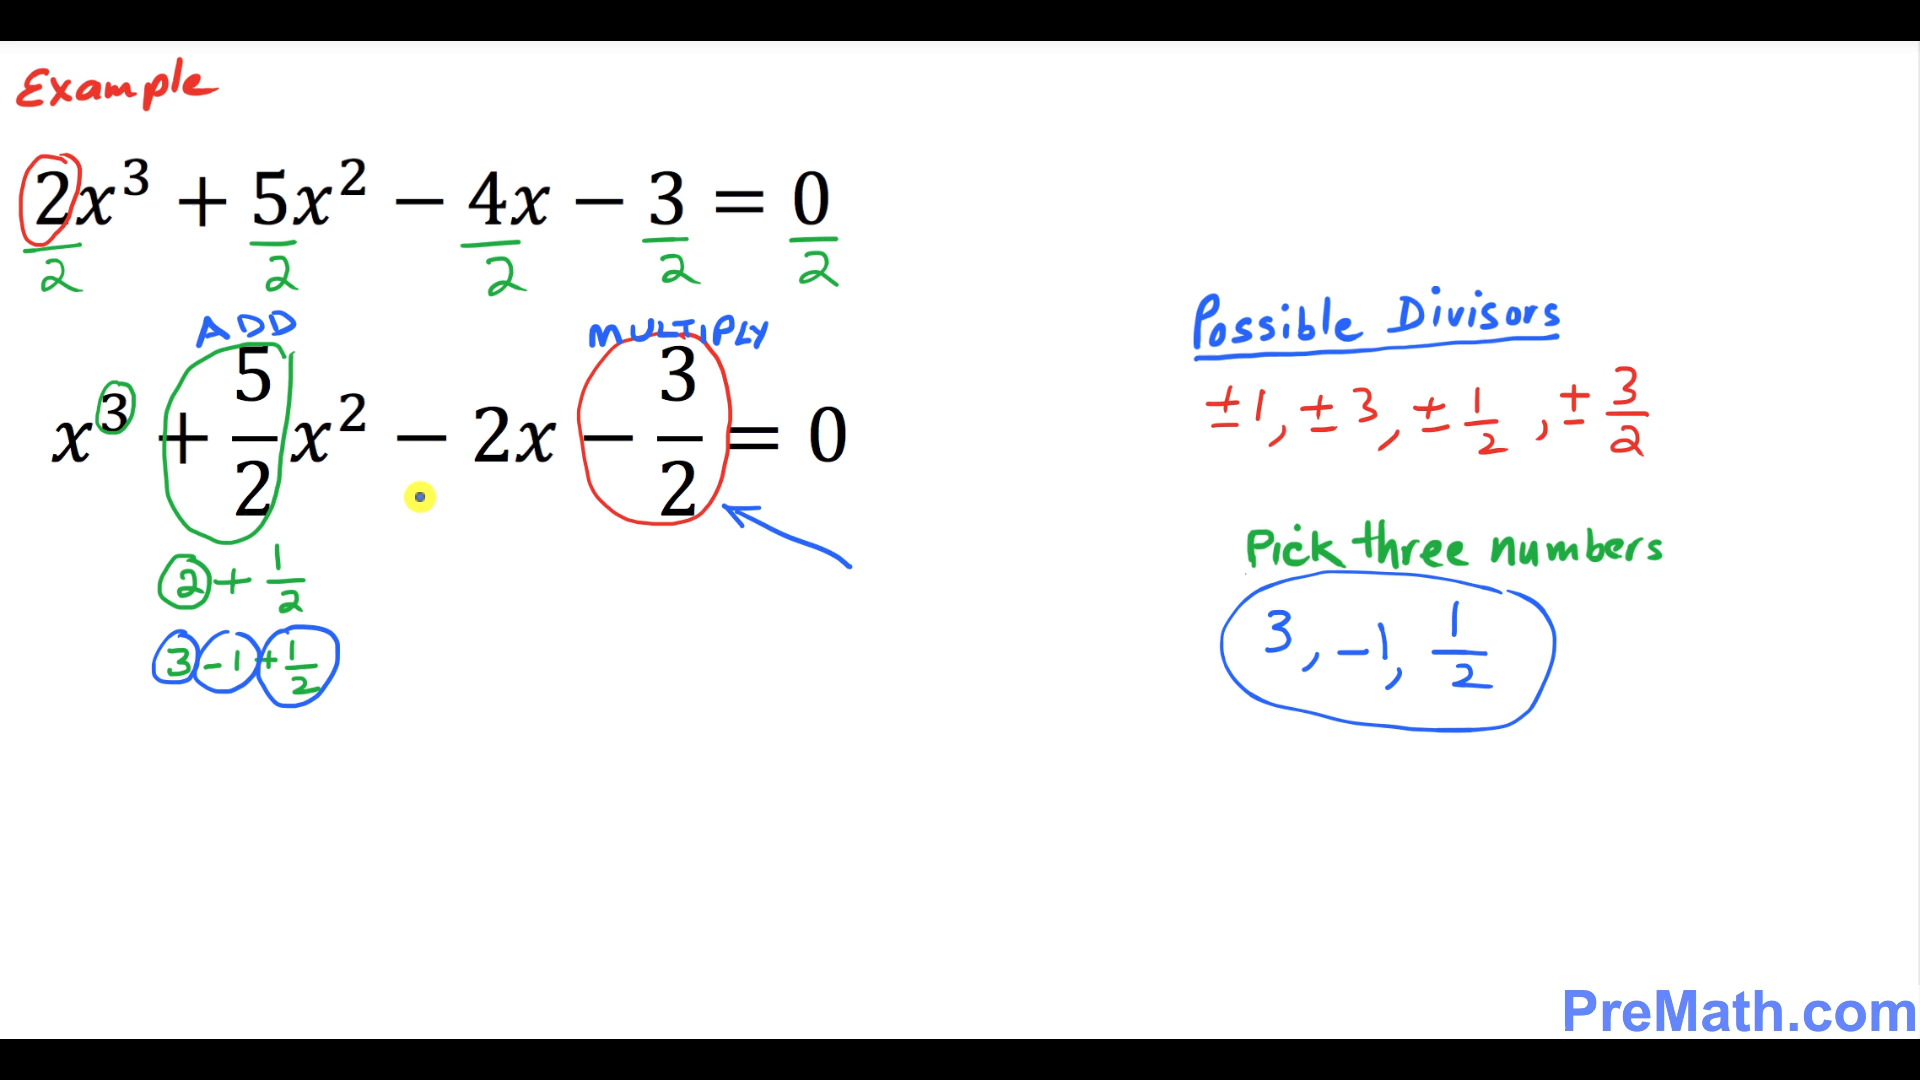 Example
2x³ + 5x² − 4x − 3 = 0
2 2 2 2 2
ADD MULTIPLY
x³ + 5/2 x² − 2x − 3/2 = 0
2 + 1/2
3 - 1 + 1/2
Possible Divisors
±1, ±3, ±1/2, ±3/2
Pick three numbers
3, -1, 1/2
PreMath.com